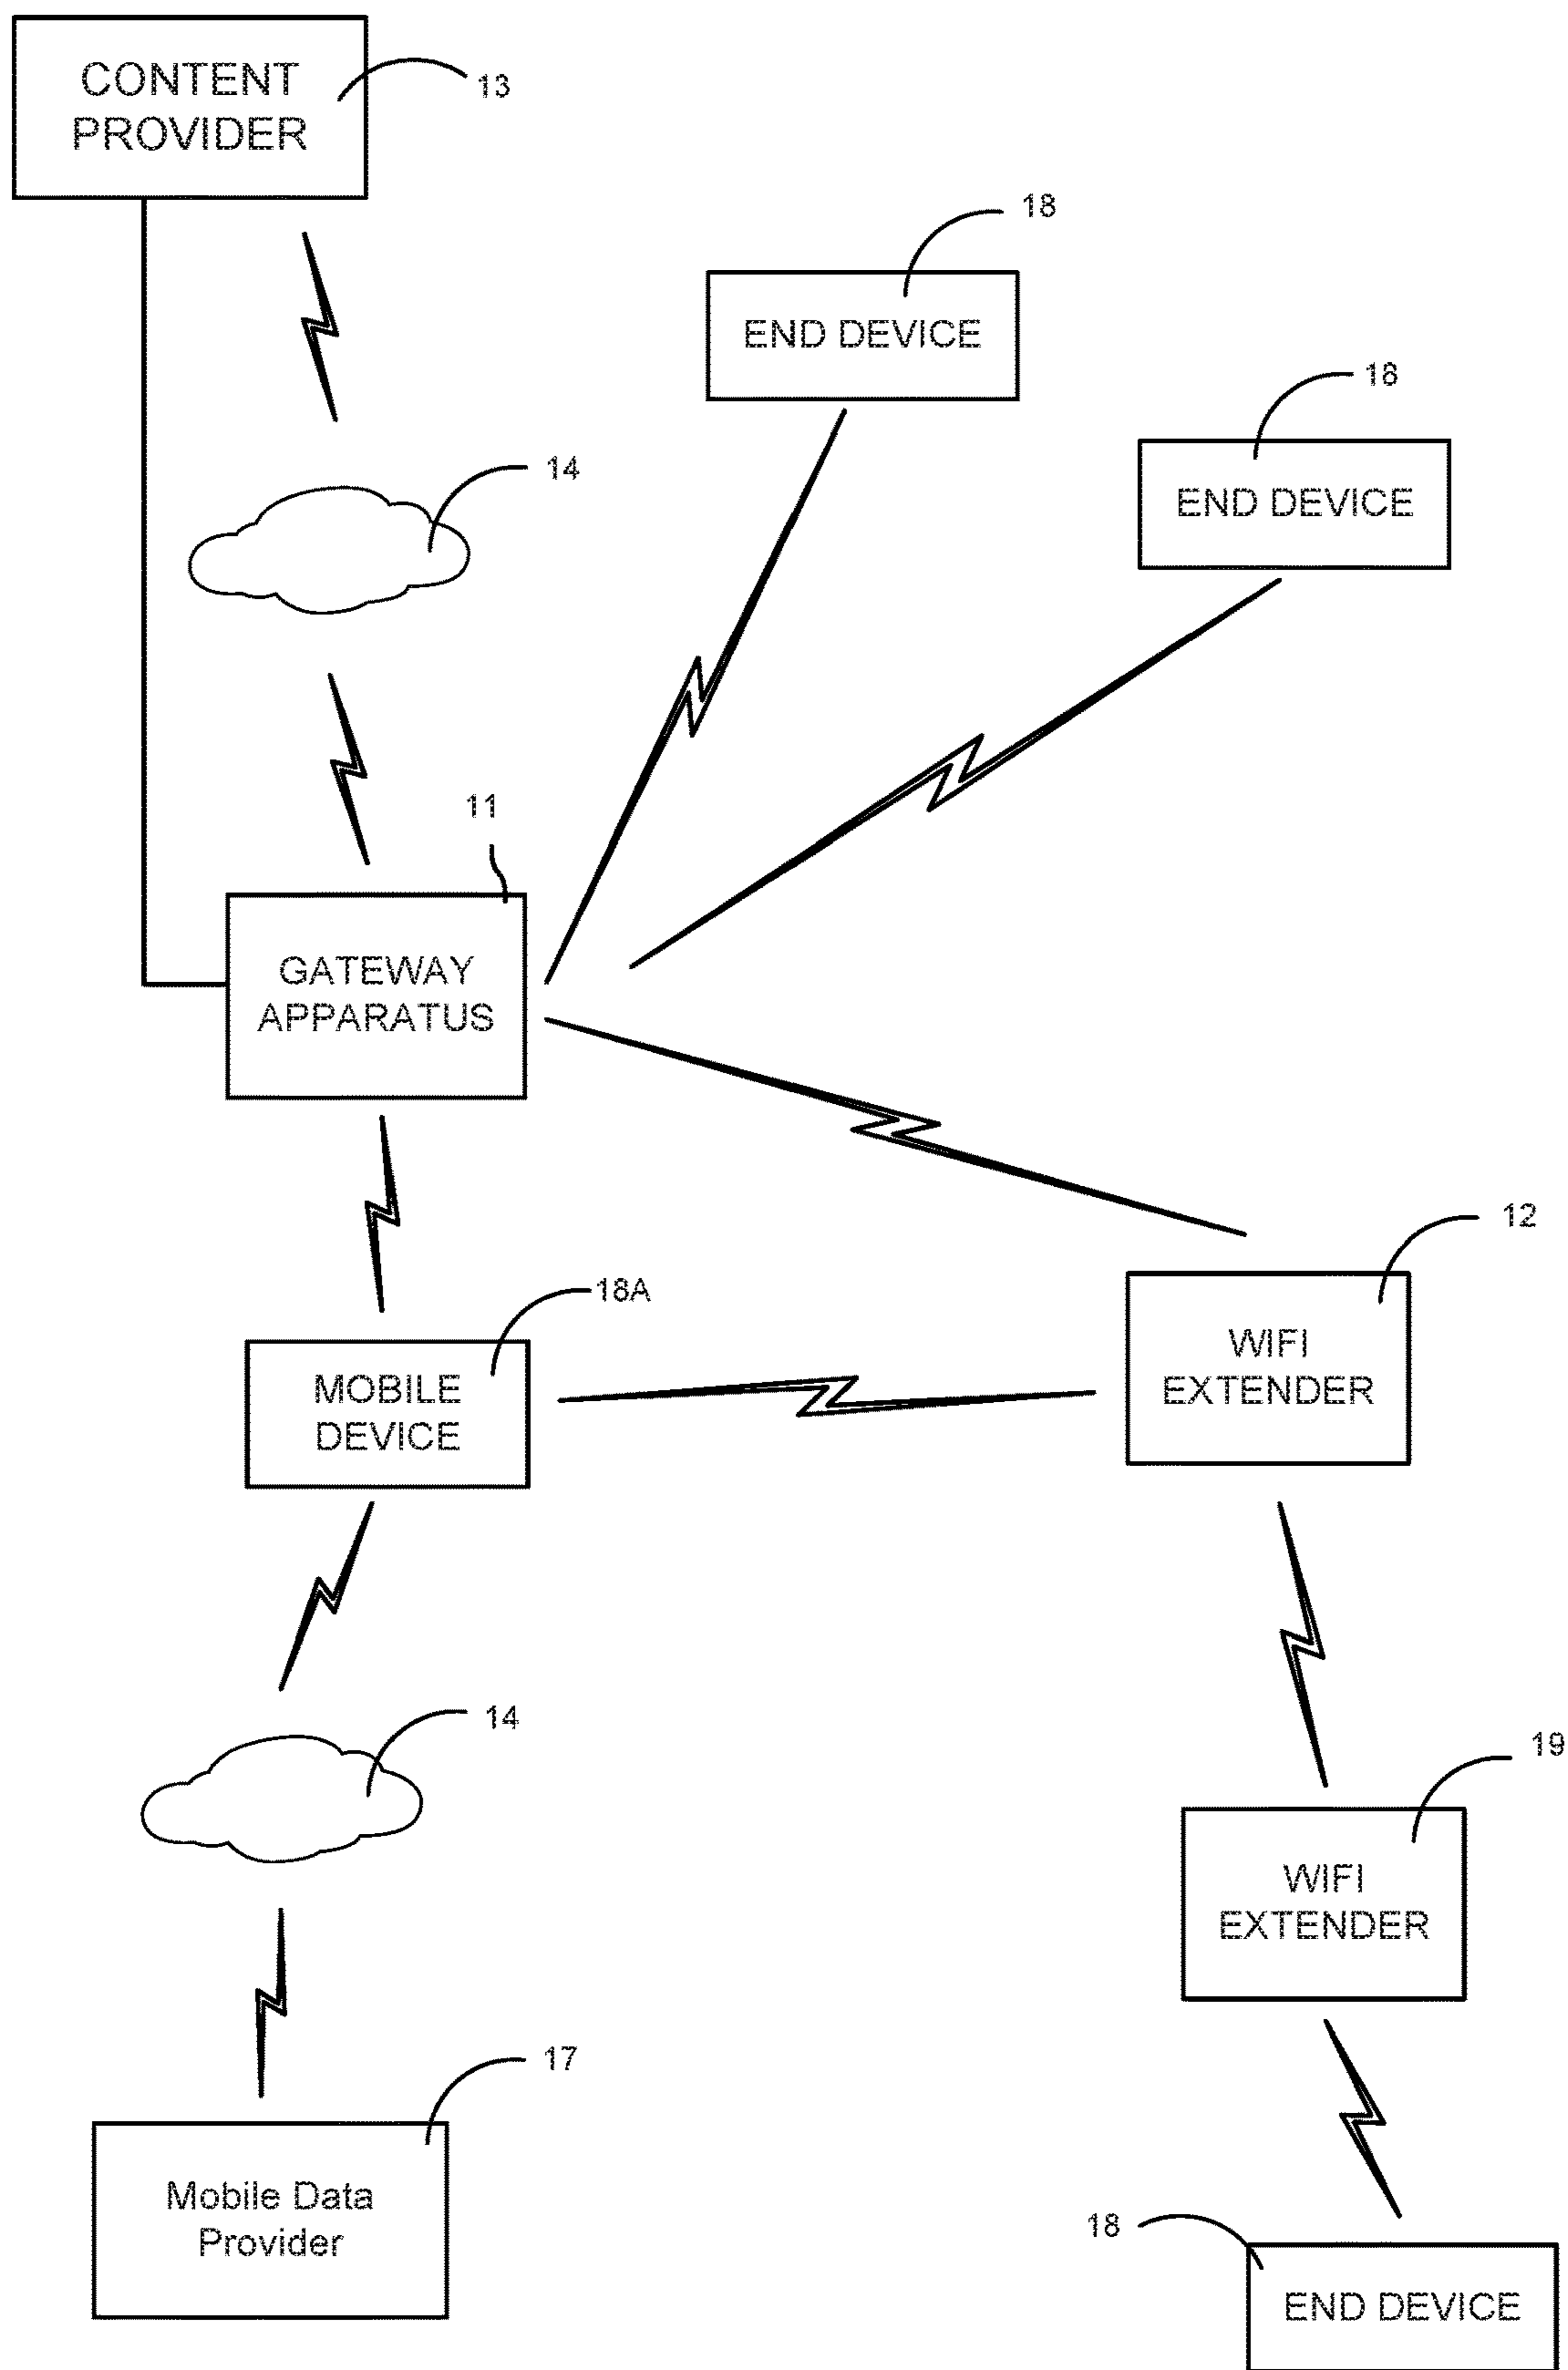 CONTENT
PROVIDER
13
18
END DEVICE
18
END DEVICE
14
11
GATEWAY
APPARATUS
12
18A
WIFI
EXTENDER
MOBILE
DEVICE
14
19
WIFI
EXTENDER
17
Mobile Data
Provider
18
END DEVICE